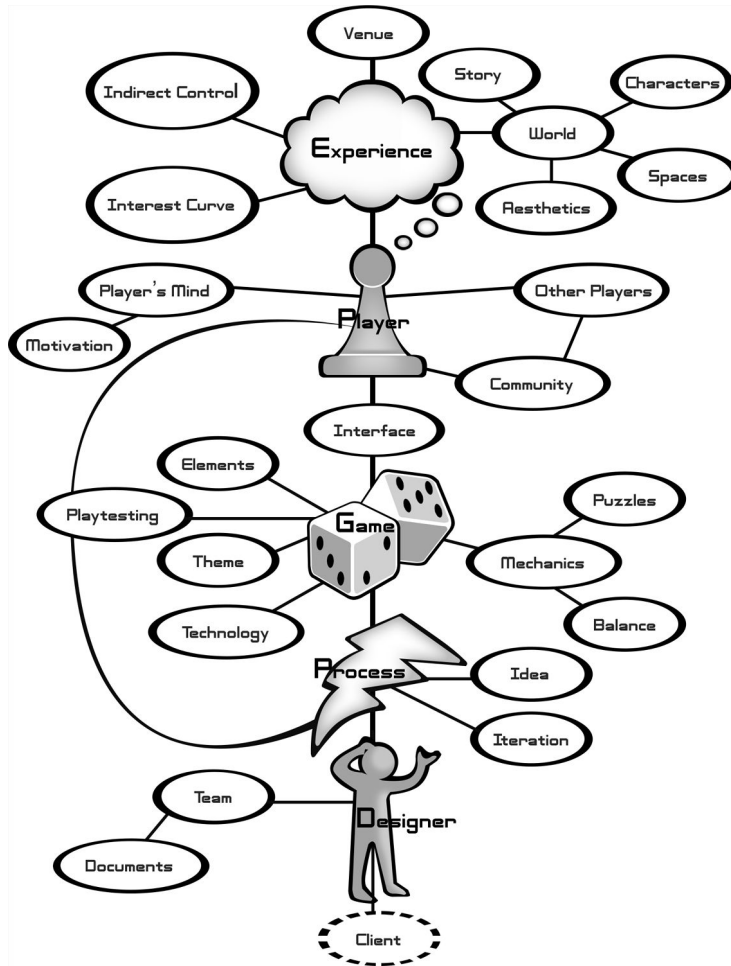 Venue
Story
Characters
Indirect Control
World
Experience
Spaces
Interest Curve
Aesthetics
Player's Mind
Other Players
Player
Motivation
Community
Interface
Elements
Puzzles
Playtesting
Game
Mechanics
Theme
Technology
Balance
Process
Idea
Iteration
Team
Designer
Documents
Client